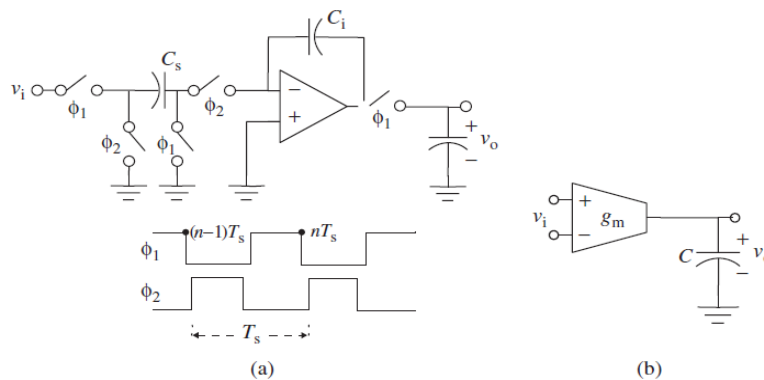 C_i
C_s
v_i
ϕ_1
ϕ_2
−
+
ϕ_1
+
v_o
−
ϕ_2
ϕ_1
(n−1)T_s
nT_s
ϕ_1
ϕ_2
T_s
(a)
v_i
+
−
g_m
C
+
−
(b)